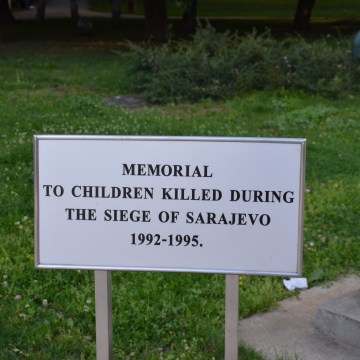 MEMORIAL
TO CHILDREN KILLED DURING
THE SIEGE OF SARAJEVO
1992-1995.